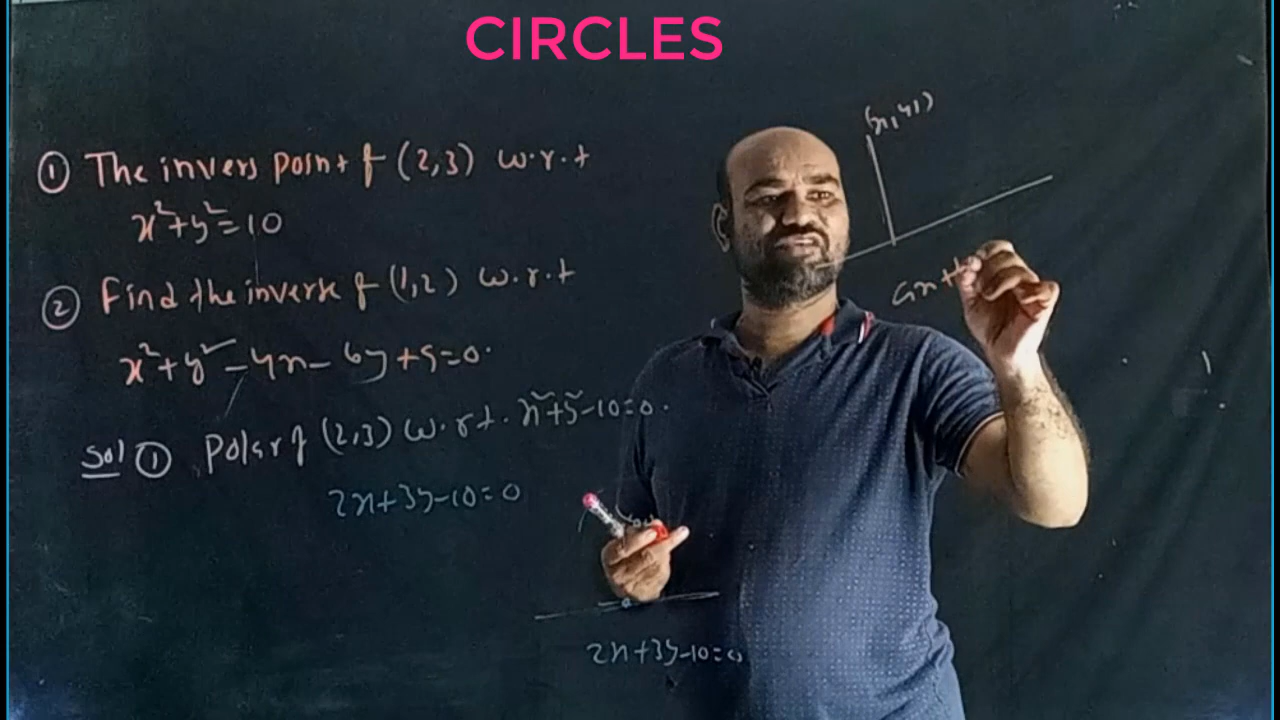 CIRCLES
① The invers point of (2,3) w.r.t
x²+y²=10
② Find the inverse of (1,2) w.r.t
x²+y²-4x-6y+9=0.
Sol ① Polar of (2,3) w.r.t. x²+y²-10=0.
2x+3y-10=0
2x+3y-10=0
(x1,y1)
ax+